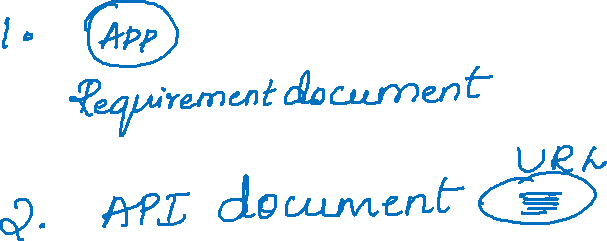 1. APP
Requirement document
URL
2. API document